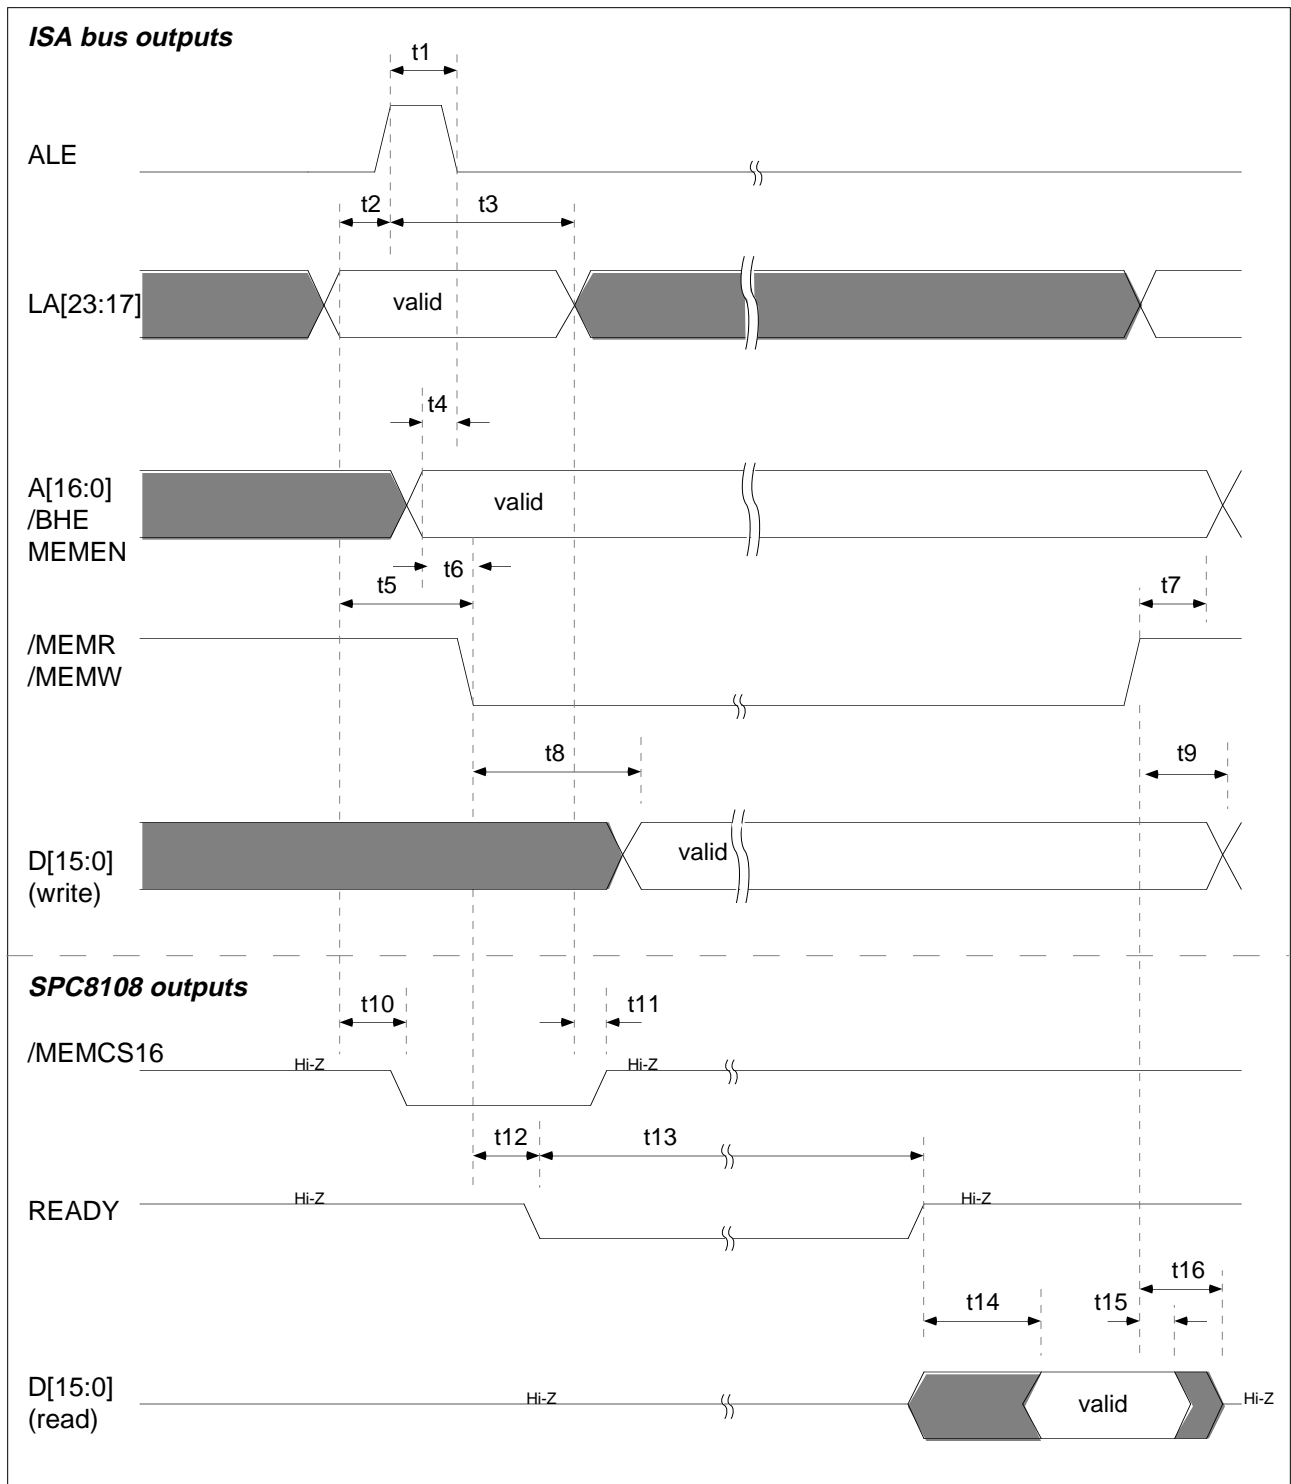 ISA bus outputs
t1
ALE
t2 t3
LA[23:17] valid
t4
A[16:0]
/BHE
MEMEN
valid
t6
t5 t7
/MEMR
/MEMW
t8 t9
D[15:0]
(write)
valid
SPC8108 outputs
t10 t11
/MEMCS16
Hi-Z Hi-Z
t12 t13
READY Hi-Z Hi-Z
t16
t14 t15
D[15:0]
(read)
Hi-Z valid Hi-Z